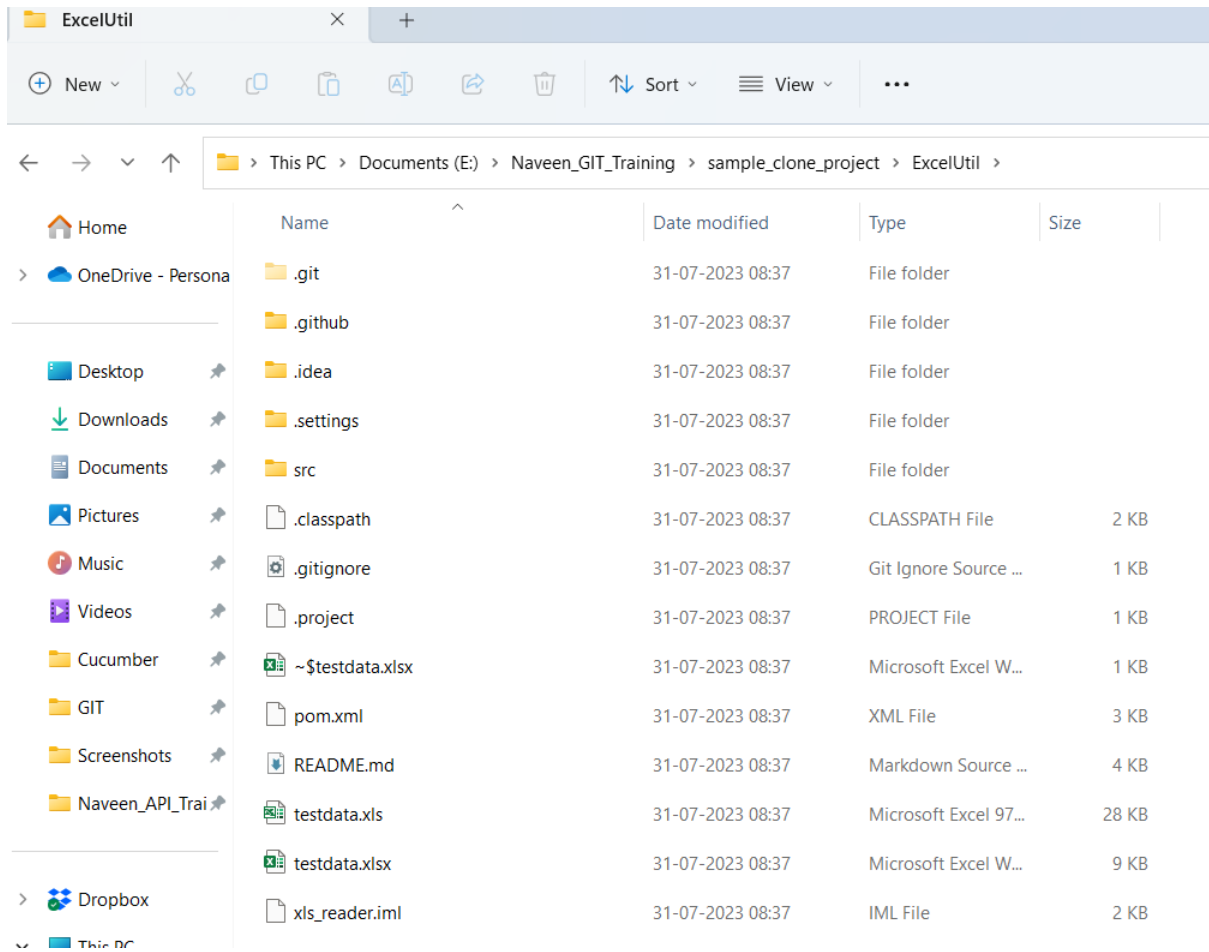 ExcelUtil
New Sort View
This PC > Documents (E:) > Naveen_GIT_Training > sample_clone_project > ExcelUtil >
Name Date modified Type Size
Home
OneDrive - Persona
Desktop
Downloads
Documents
Pictures
Music
Videos
Cucumber
GIT
Screenshots
Naveen_API_Trai
Dropbox
This PC
.git 31-07-2023 08:37 File folder
.github 31-07-2023 08:37 File folder
.idea 31-07-2023 08:37 File folder
.settings 31-07-2023 08:37 File folder
src 31-07-2023 08:37 File folder
.classpath 31-07-2023 08:37 CLASSPATH File 2 KB
.gitignore 31-07-2023 08:37 Git Ignore Source ... 1 KB
.project 31-07-2023 08:37 PROJECT File 1 KB
~$testdata.xlsx 31-07-2023 08:37 Microsoft Excel W... 1 KB
pom.xml 31-07-2023 08:37 XML File 3 KB
README.md 31-07-2023 08:37 Markdown Source ... 4 KB
testdata.xls 31-07-2023 08:37 Microsoft Excel 97... 28 KB
testdata.xlsx 31-07-2023 08:37 Microsoft Excel W... 9 KB
xls_reader.iml 31-07-2023 08:37 IML File 2 KB